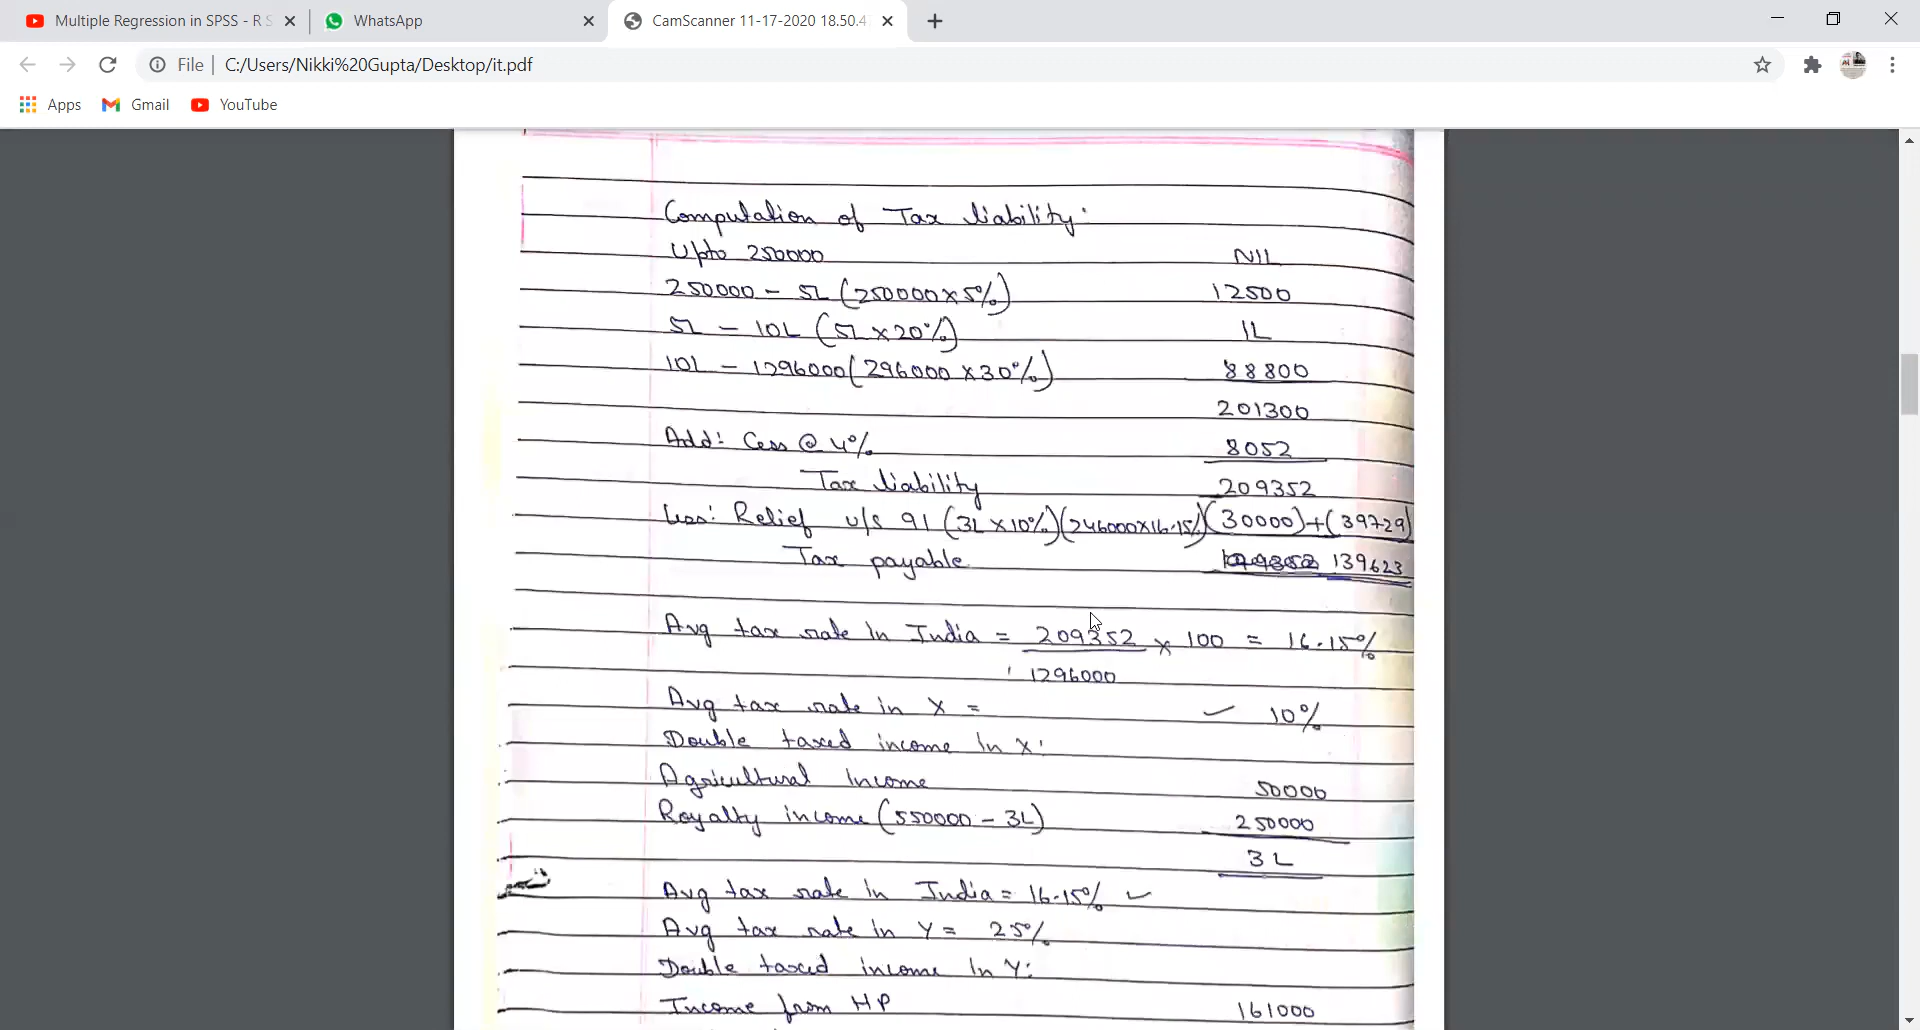 Multiple Regression in SPSS - R S
WhatsApp
CamScanner 11-17-2020 18.50.4
File | C:/Users/Nikki%20Gupta/Desktop/it.pdf
Apps Gmail YouTube
Computation of Tax liability:
Upto 250000 NIL
250000 - 5L (250000 x 5%) 12500
5L - 10L (5L x 20%) 1L
10L - 1296000 (296000 x 30%) 88800
201300
Add: Cess @ 4% 8052
Tax liability 209352
Less: Relief u/s 91 (3L x 10%) (246000 x 16.15%) (30000) + (39729)
Tax payable 139623
Avg tax rate in India = 209352 x 100 = 16.15%
1296000
Avg tax rate in X = ✓ 10%
Double taxed income in X:
Agricultural Income 50000
Royalty income (550000 - 3L) 250000
3L
Avg tax rate in India = 16.15% ✓
Avg tax rate in Y = 25%
Double taxed income in Y:
Income from HP 161000